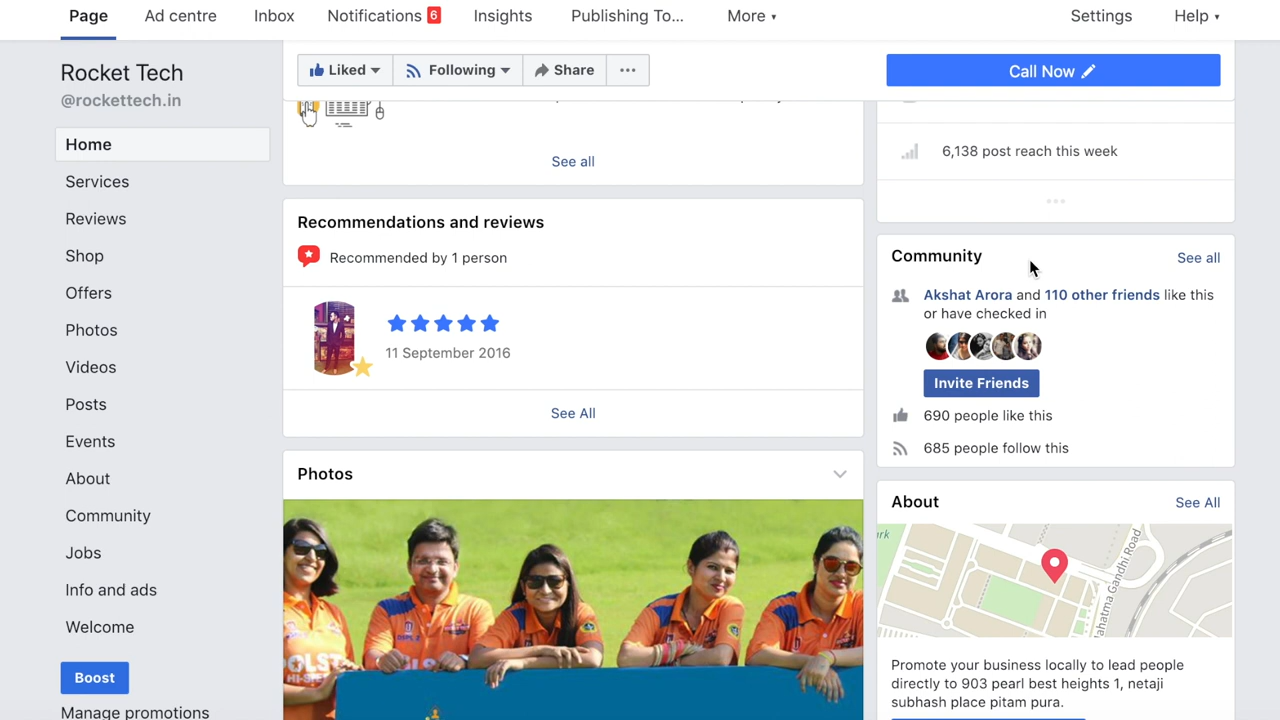 Page Ad centre Inbox Notifications 6 Insights Publishing To... More Settings Help
Rocket Tech
@rockettech.in
Liked Following Share ...
Call Now
Home
Services
Reviews
Shop
Offers
Photos
Videos
Posts
Events
About
Community
Jobs
Info and ads
Welcome
Boost
Manage promotions
See all
Recommendations and reviews
Recommended by 1 person
11 September 2016
See All
Photos
6,138 post reach this week
Community See all
Akshat Arora and 110 other friends like this
or have checked in
Invite Friends
690 people like this
685 people follow this
About See All
Mahatma Gandhi Road
Promote your business locally to lead people
directly to 903 pearl best heights 1, netaji
subhash place pitam pura.